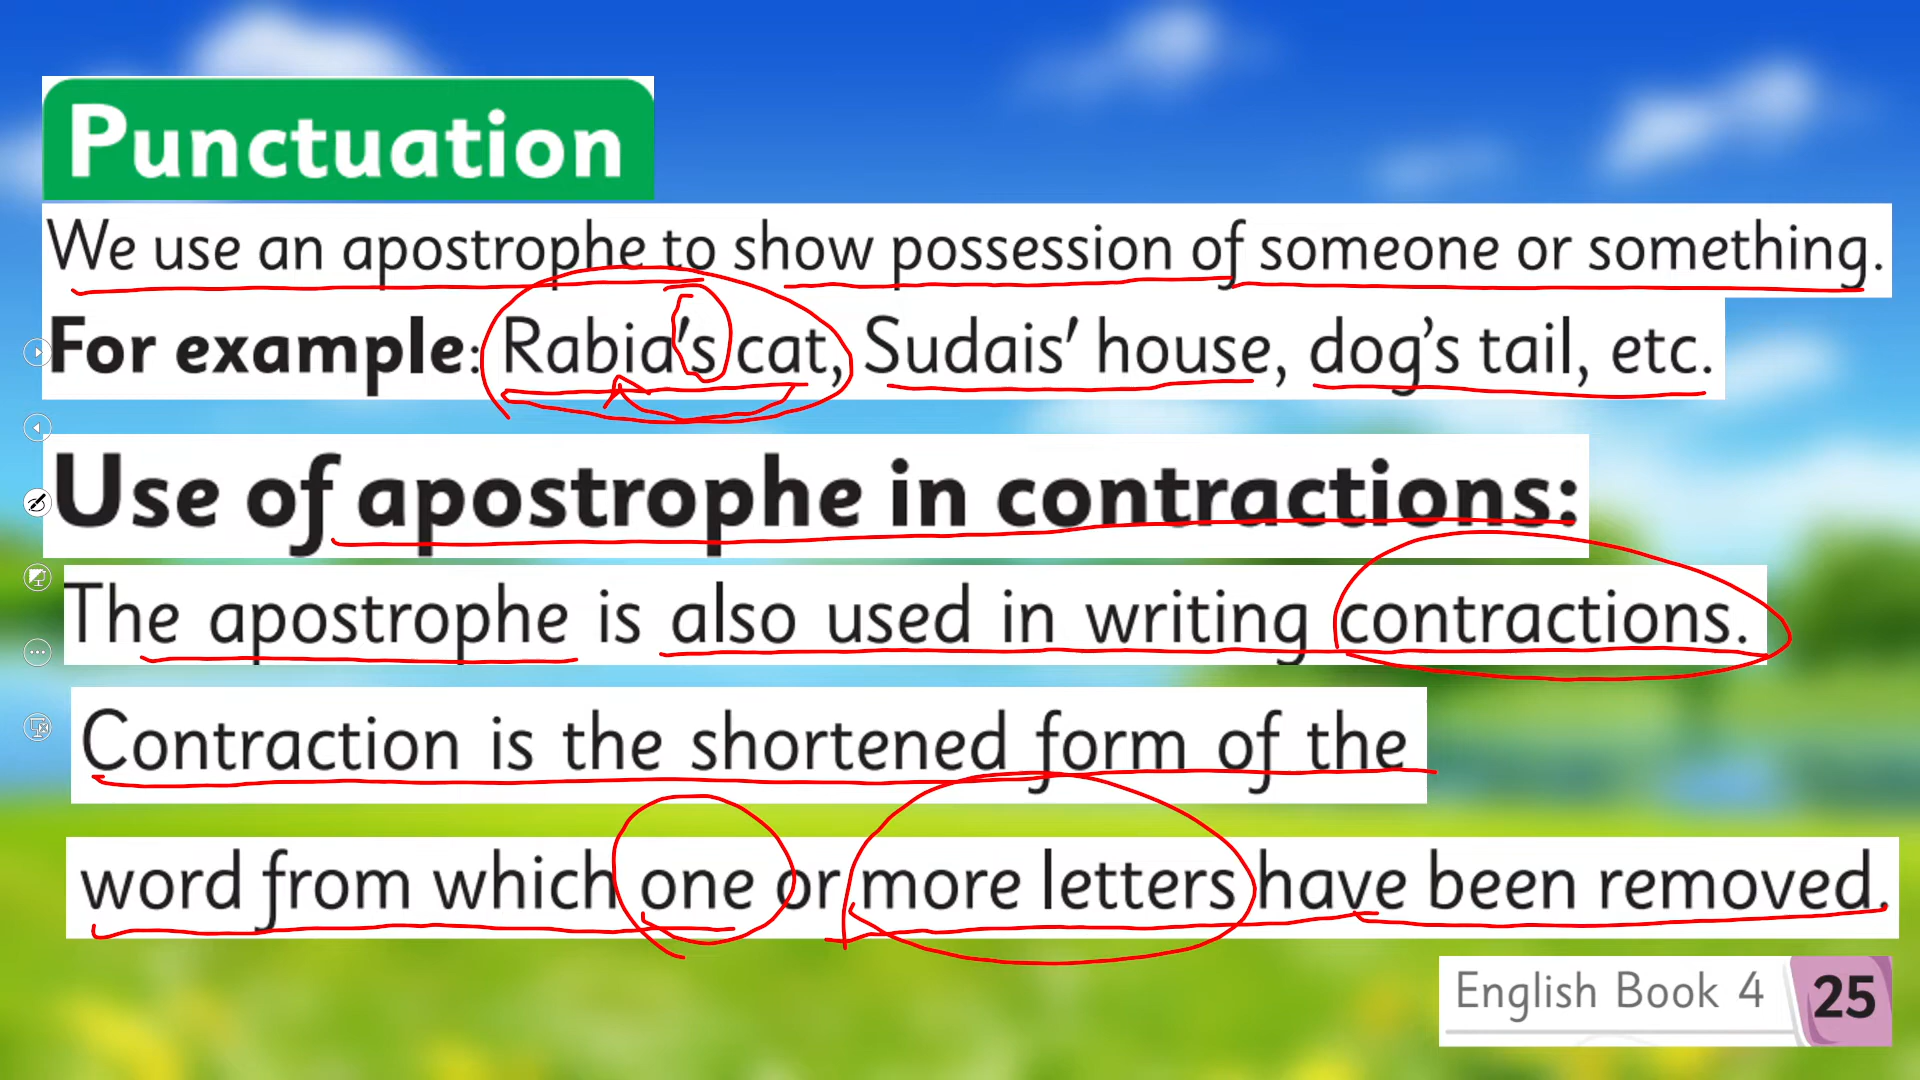 Punctuation
We use an apostrophe to show possession of someone or something.
For example: Rabia's cat, Sudais' house, dog’s tail, etc.
Use of apostrophe in contractions:
The apostrophe is also used in writing contractions.
Contraction is the shortened form of the
word from which one or more letters have been removed.
English Book 4 25